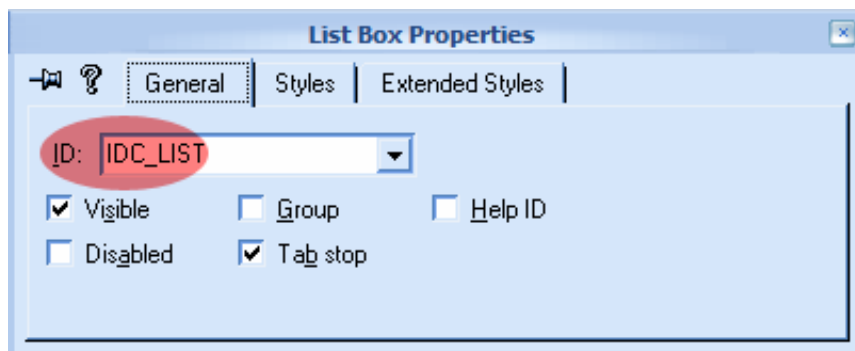 List Box Properties
? General Styles Extended Styles
ID: IDC_LIST
Visible Group Help ID
Disabled Tab stop